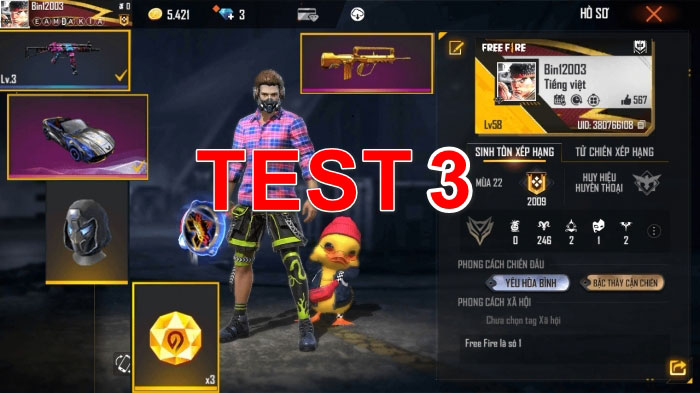 Bin12003
# 0
EAMDAKIA
5.421
3
HỒ SƠ
Lv.3
FREE FIRE
Bin12003
Tiếng việt
567
Lv58
UID: 380766108
SINH TỒN XẾP HẠNG
TỬ CHIẾN XẾP HẠNG
TEST 3
MÙA 22
2009
HUY HIỆU
HUYỀN THOẠI
0 246 2 1 2
PHONG CÁCH CHIẾN ĐẤU
YÊU HÒA BÌNH
BẬC THẦY CẬN CHIẾN
PHONG CÁCH XÃ HỘI
Chưa chọn tag Xã hội
Free Fire là số 1
x3